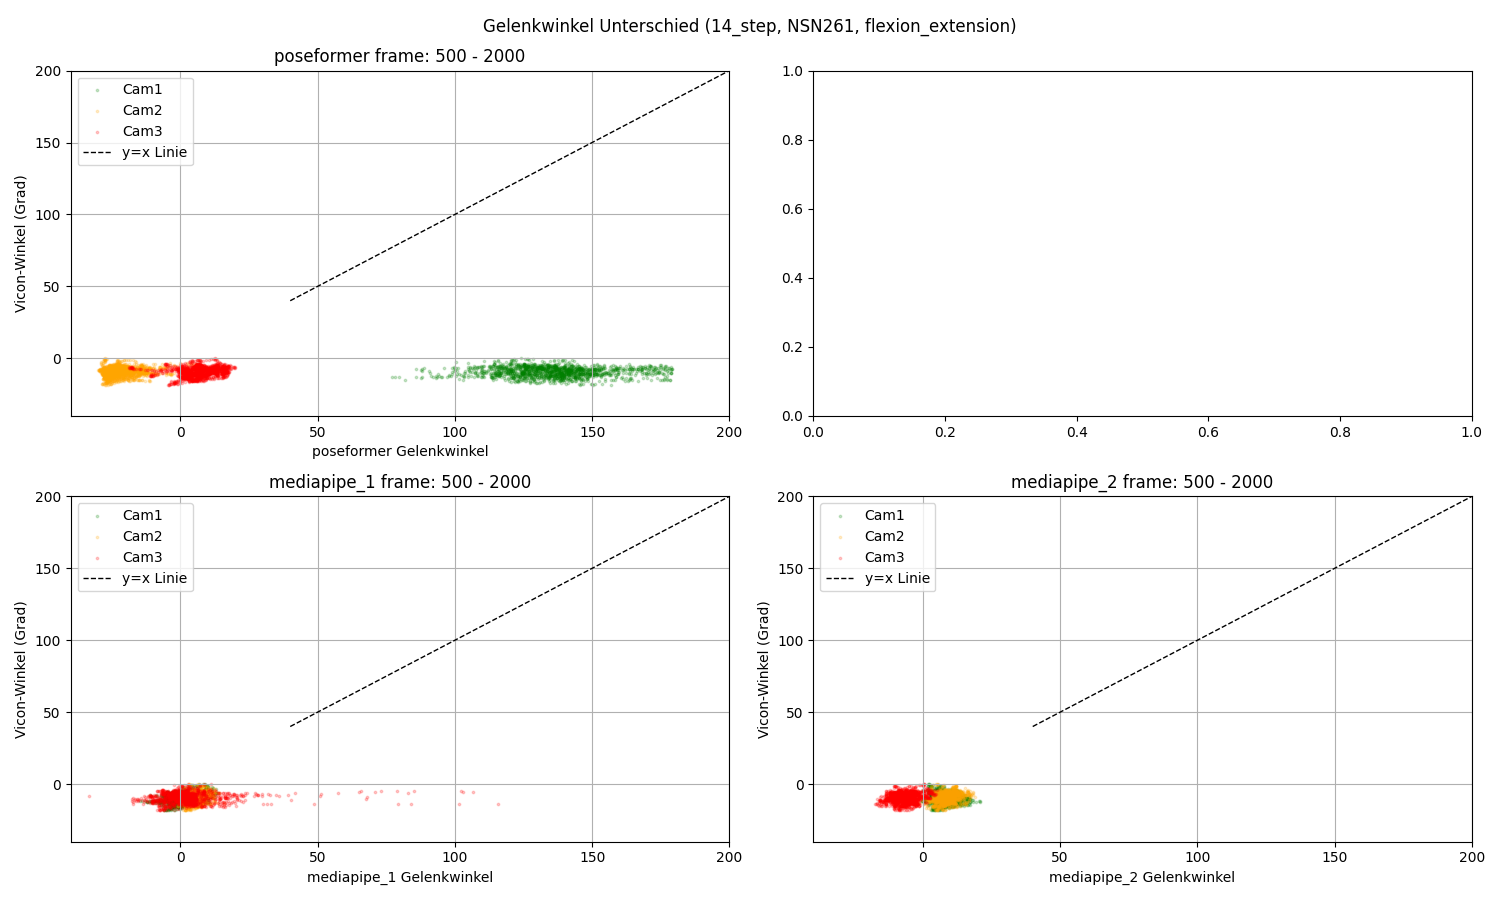 Gelenkwinkel Unterschied (14_step, NSN261, flexion_extension)
poseformer frame: 500 - 2000
Cam1
Cam2
Cam3
y=x Linie
Vicon-Winkel (Grad)
200
150
100
50
0
0 50 100 150 200
poseformer Gelenkwinkel
1.0
0.8
0.6
0.4
0.2
0.0
0.0 0.2 0.4 0.6 0.8 1.0
mediapipe_1 frame: 500 - 2000
Cam1
Cam2
Cam3
y=x Linie
Vicon-Winkel (Grad)
200
150
100
50
0
0 50 100 150 200
mediapipe_1 Gelenkwinkel
mediapipe_2 frame: 500 - 2000
Cam1
Cam2
Cam3
y=x Linie
Vicon-Winkel (Grad)
200
150
100
50
0
0 50 100 150 200
mediapipe_2 Gelenkwinkel